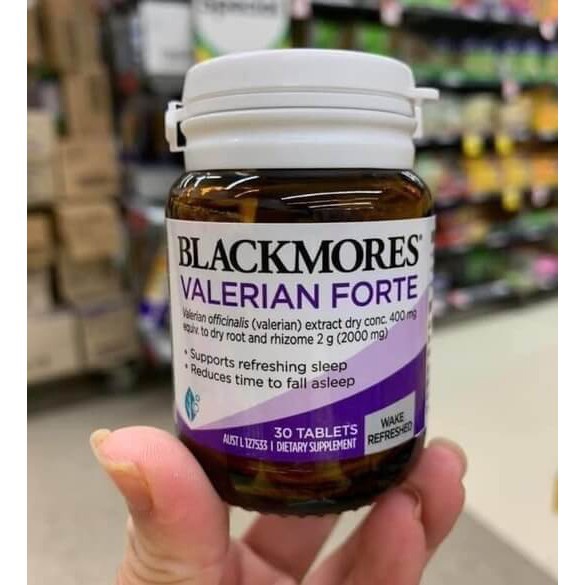 Special
BLACKMORES®
VALERIAN FORTE
Valerian officinalis (valerian) extract dry conc. 400 mg
equiv. to dry root and rhizome 2 g (2000 mg)
• Supports refreshing sleep
• Reduces time to fall asleep
30 TABLETS
AUST L 127533 | DIETARY SUPPLEMENT
WAKE
REFRESHED